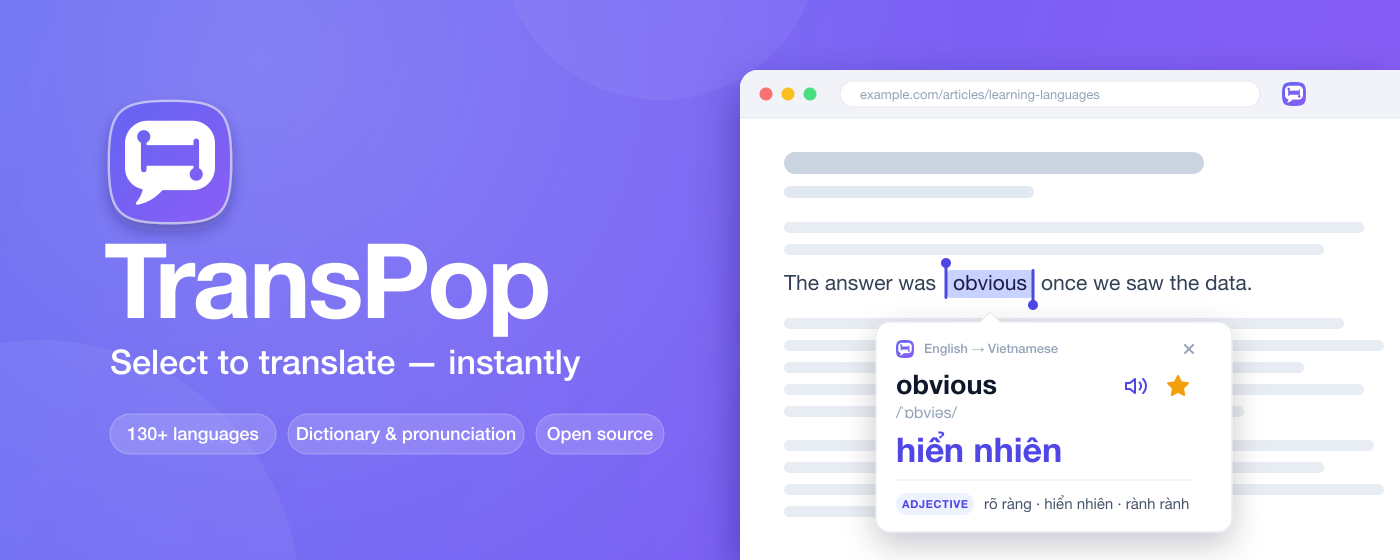 TransPop
Select to translate — instantly
130+ languages
Dictionary & pronunciation
Open source
example.com/articles/learning-languages
The answer was obvious once we saw the data.
English → Vietnamese
obvious
/ˈɒbviəs/
hiển nhiên
ADJECTIVE rõ ràng · hiển nhiên · rành rành